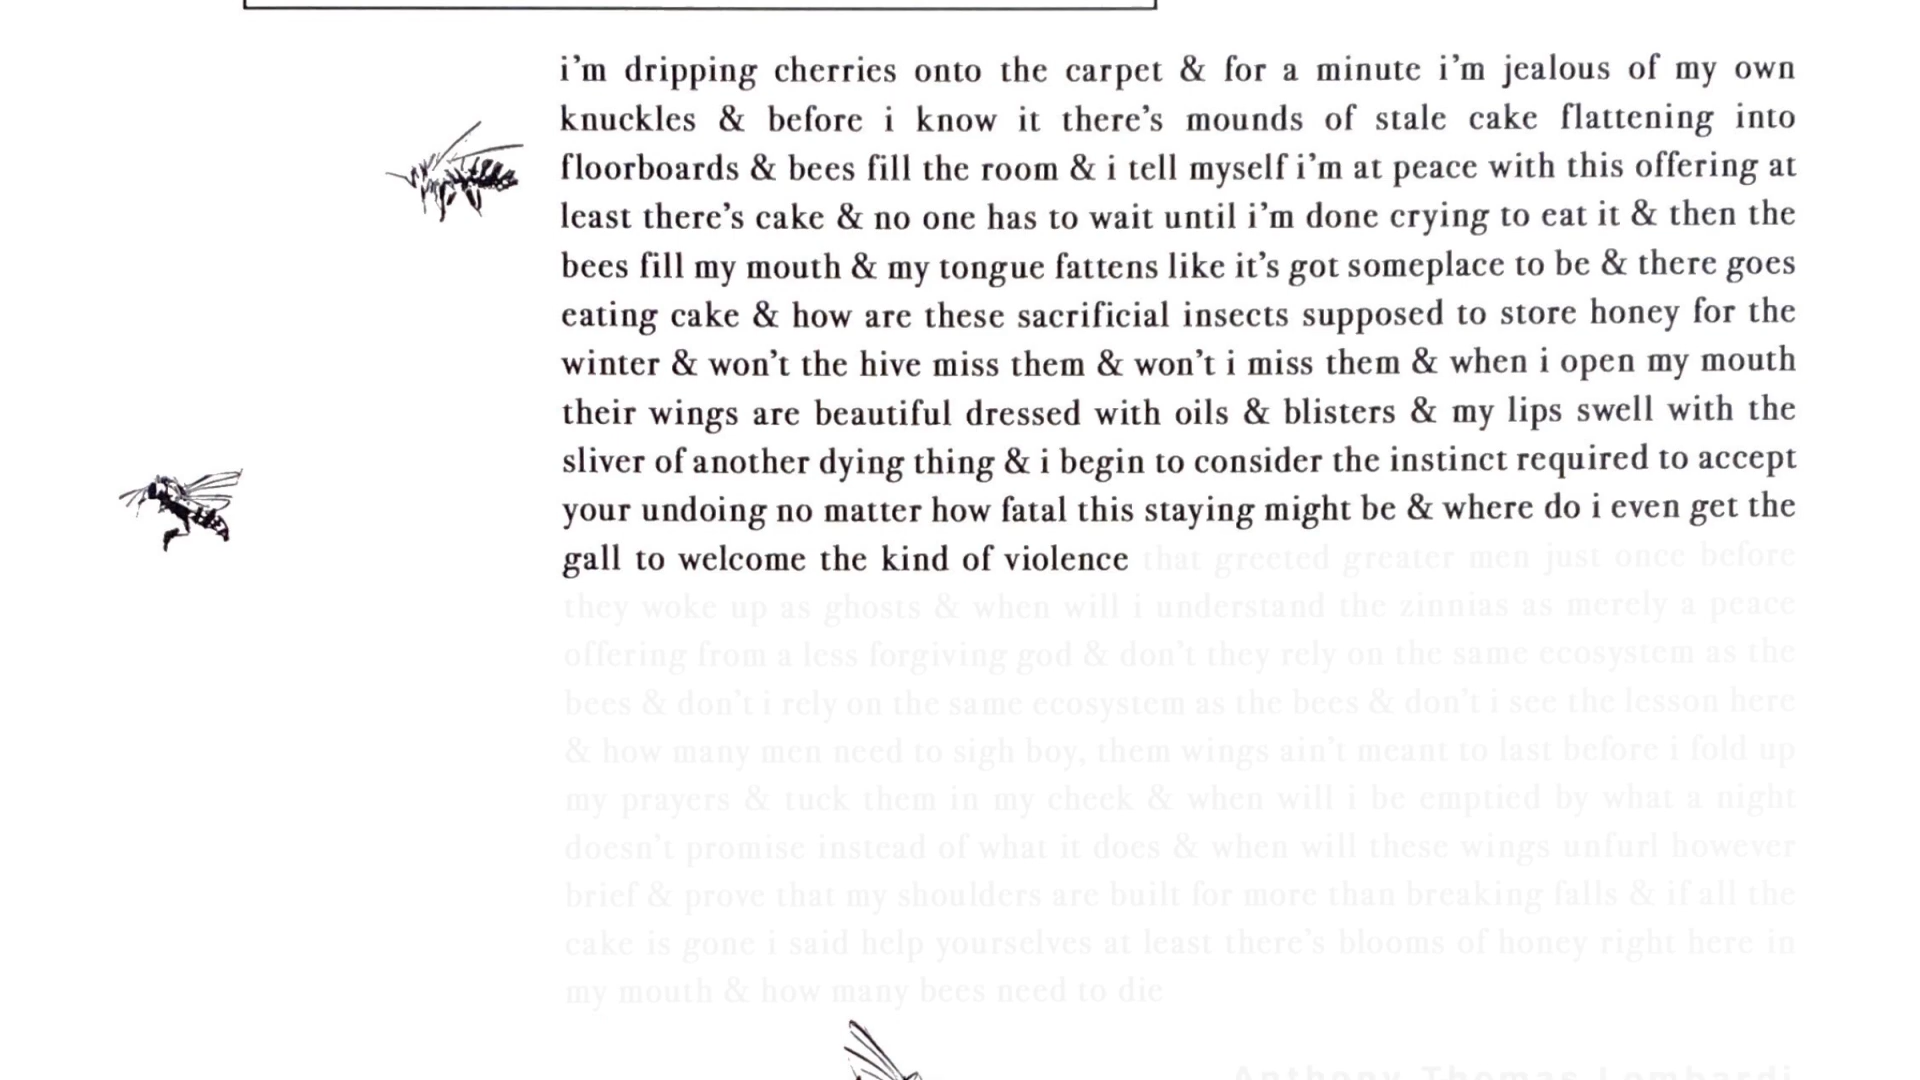 i’m dripping cherries onto the carpet & for a minute i’m jealous of my own
knuckles & before i know it there’s mounds of stale cake flattening into
floorboards & bees fill the room & i tell myself i’m at peace with this offering at
least there’s cake & no one has to wait until i’m done crying to eat it & then the
bees fill my mouth & my tongue fattens like it’s got someplace to be & there goes
eating cake & how are these sacrificial insects supposed to store honey for the
winter & won’t the hive miss them & won’t i miss them & when i open my mouth
their wings are beautiful dressed with oils & blisters & my lips swell with the
sliver of another dying thing & i begin to consider the instinct required to accept
your undoing no matter how fatal this staying might be & where do i even get the
gall to welcome the kind of violence that greeted greater men just once before
they woke up as ghosts & when will i understand the zinnias as merely a peace
offering from a less forgiving god & don’t they rely on the same ecosystem as the
bees & don’t i rely on the same ecosystem as the bees & don’t i see the lesson here
& how many men need to sigh boy, them wings ain’t meant to last before i fold up
my prayers & tuck them in my cheek & when will i be emptied by what a night
doesn’t promise instead of what it does & when will these wings unfurl however
brief & prove that my shoulders are built for more than breaking falls & if all the
cake is gone i said help yourselves at least there’s blooms of honey right here in
my mouth & how many bees need to die
Anthony Thomas Lombardi